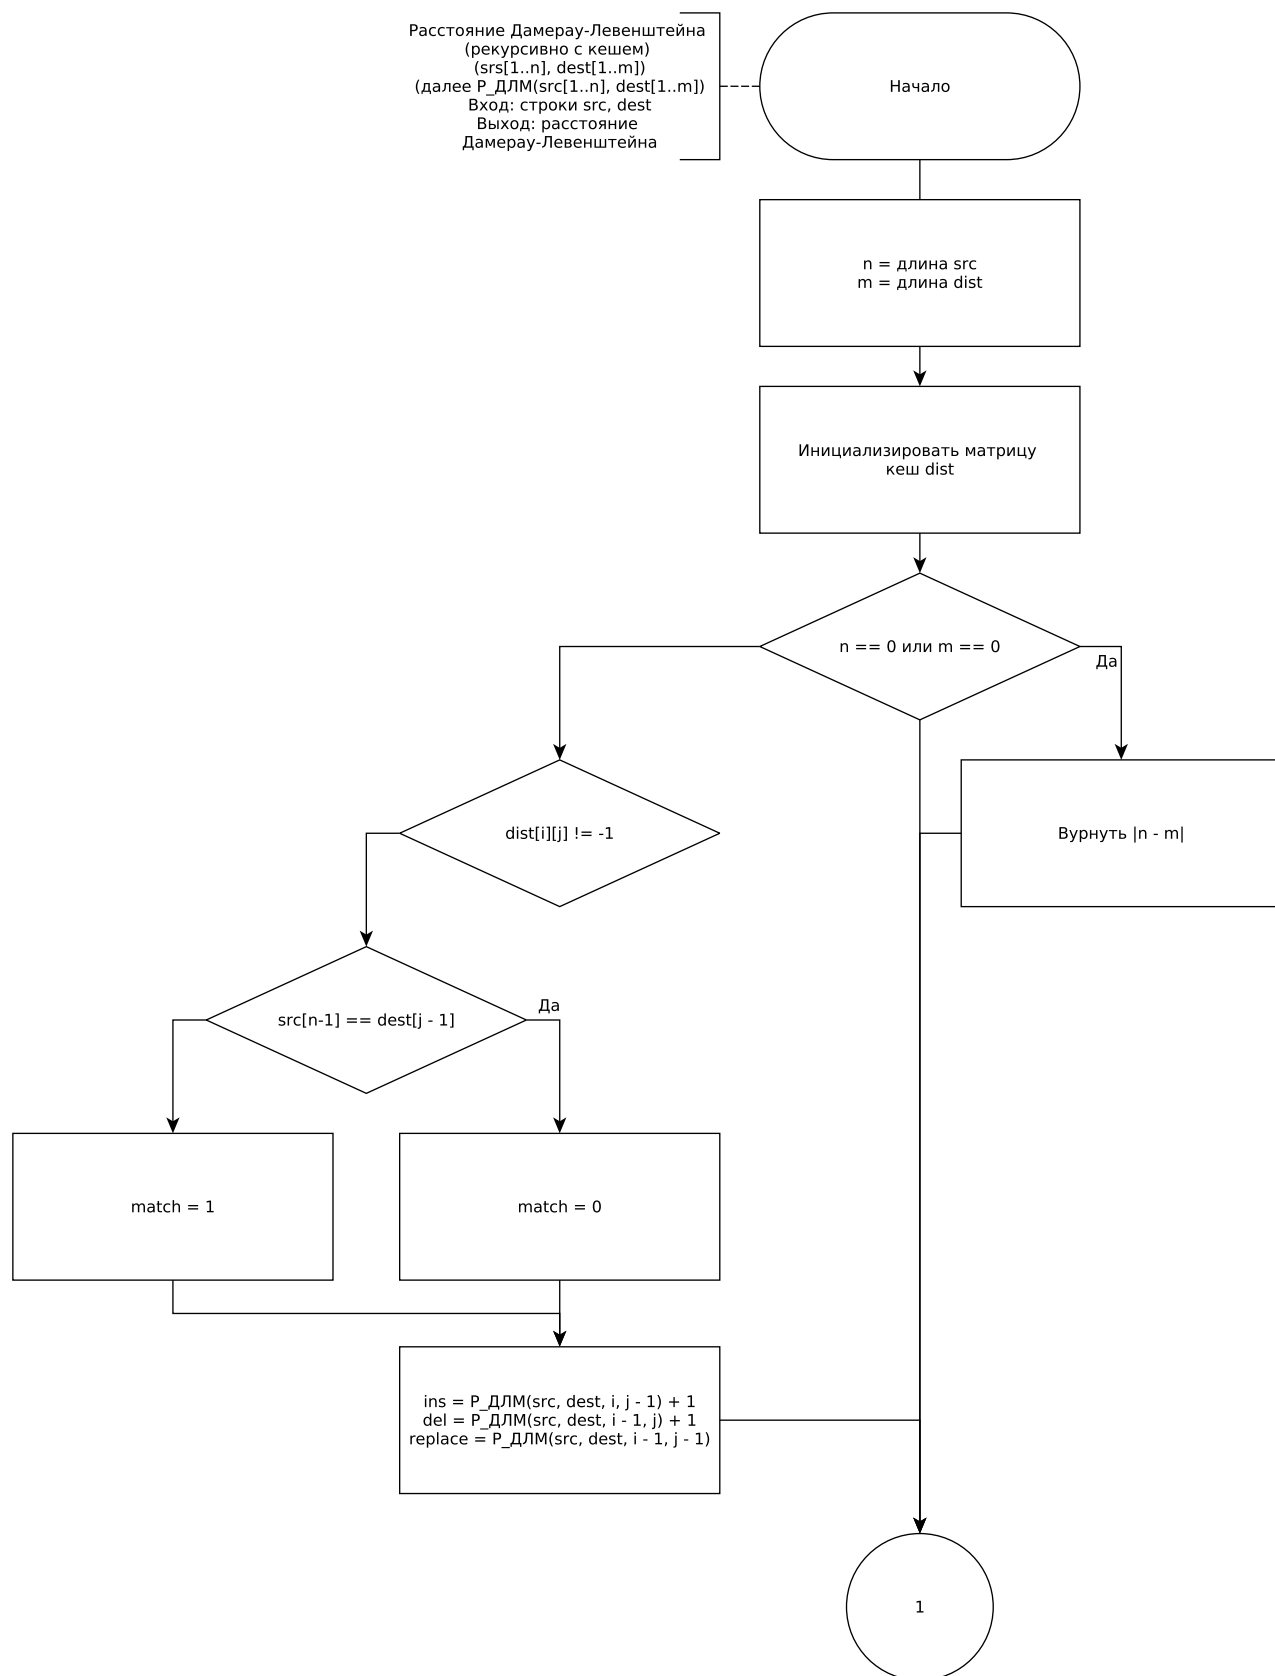 Расстояние Дамерау-Левенштейна
(рекурсивно с кешем)
(srs[1..n], dest[1..m])
(далее Р_ДЛМ(src[1..n], dest[1..m])
Вход: строки src, dest
Выход: расстояние
Дамерау-Левенштейна
Начало
n = длина src
m = длина dist
Инициализировать матрицу
кеш dist
n == 0 или m == 0
Да
dist[i][j] != -1
Вурнуть |n - m|
src[n-1] == dest[j - 1]
Да
match = 1
match = 0
ins = Р_ДЛМ(src, dest, i, j - 1) + 1
del = Р_ДЛМ(src, dest, i - 1, j) + 1
replace = Р_ДЛМ(src, dest, i - 1, j - 1)
1